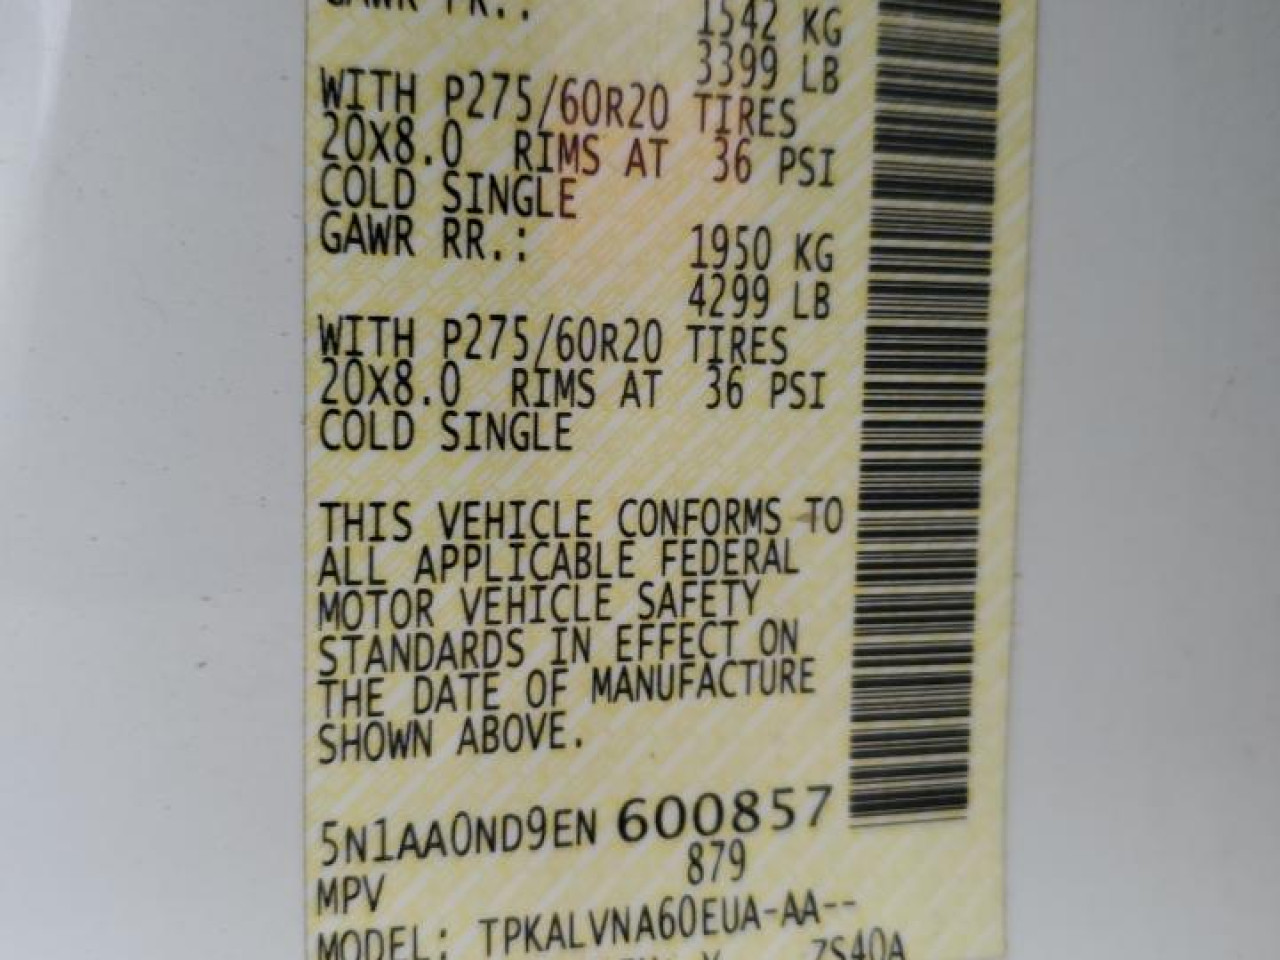 GAWR FR.: 1542 KG
3399 LB
WITH P275/60R20 TIRES
20X8.0 RIMS AT 36 PSI
COLD SINGLE
GAWR RR.: 1950 KG
4299 LB
WITH P275/60R20 TIRES
20X8.0 RIMS AT 36 PSI
COLD SINGLE
THIS VEHICLE CONFORMS TO
ALL APPLICABLE FEDERAL
MOTOR VEHICLE SAFETY
STANDARDS IN EFFECT ON
THE DATE OF MANUFACTURE
SHOWN ABOVE.
5N1AA0ND9EN 600857
879
MPV
MODEL: TPKALVNA60EUA-AA--
ZS40A